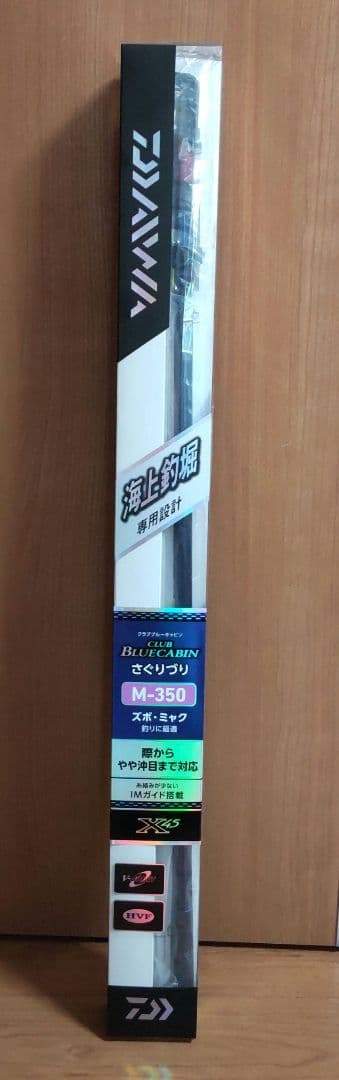 DAIWA
海上釣堀
専用設計
クラブブルーキャビン
CLUB
BLUECABIN
さぐりづり
M-350
ズボ・ミャク
釣りに最適
際から
やや沖目まで対応
糸絡みが少ない
IMガイド搭載
X45
HVF